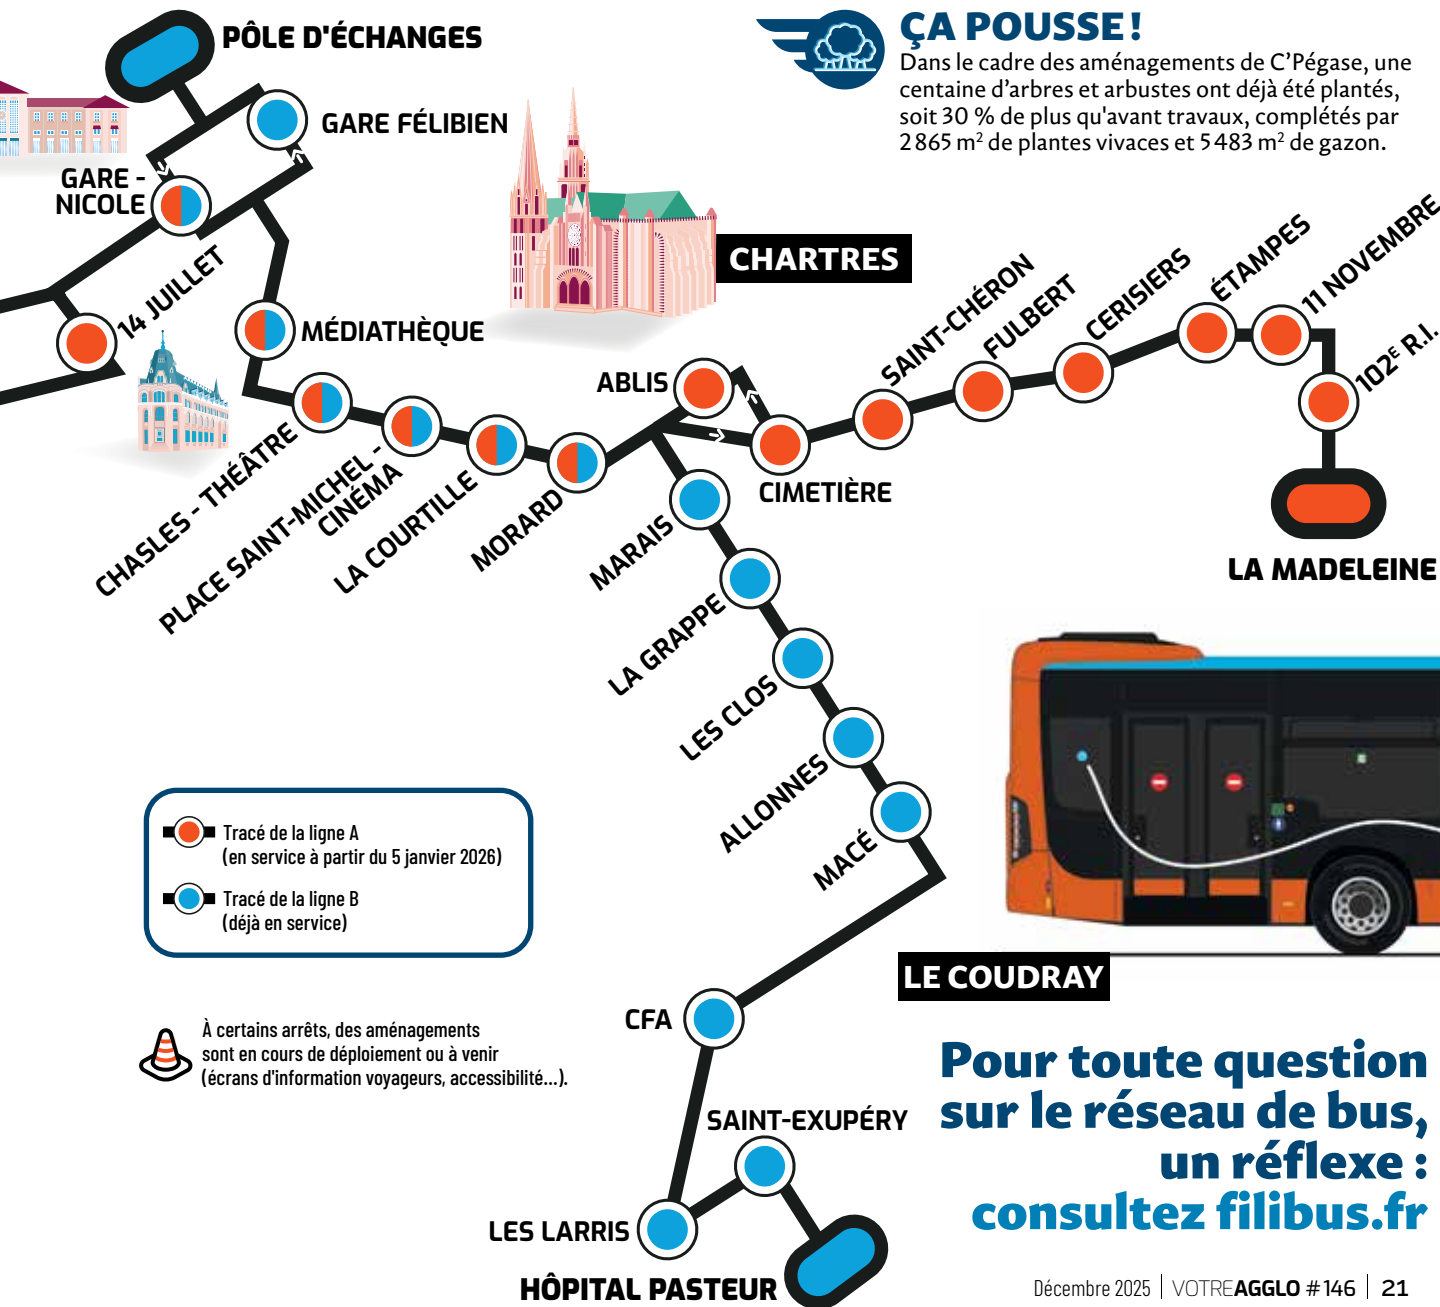 PÔLE D'ÉCHANGES
GARE FÉLIBIEN
GARE -
NICOLE
14 JUILLET
MÉDIATHÈQUE
CHASLES - THÉÂTRE
PLACE SAINT-MICHEL -
CINÉMA
LA COURTILLE
MORARD
ÇA POUSSE !
Dans le cadre des aménagements de C'Pégase, une
centaine d'arbres et arbustes ont déjà été plantés,
soit 30 % de plus qu'avant travaux, complétés par
2 865 m² de plantes vivaces et 5 483 m² de gazon.
CHARTRES
ABLIS
CIMETIÈRE
SAINT-CHÉRON
FULBERT
CERISIERS
ÉTAMPES
11 NOVEMBRE
102E R.I.
LA MADELEINE
MARAIS
LA GRAPPE
LES CLOS
ALLONNES
MACÉ
LE COUDRAY
CFA
SAINT-EXUPÉRY
LES LARRIS
HÔPITAL PASTEUR
Tracé de la ligne A
(en service à partir du 5 janvier 2026)
Tracé de la ligne B
(déjà en service)
À certains arrêts, des aménagements
sont en cours de déploiement ou à venir
(écrans d'information voyageurs, accessibilité...).
Pour toute question
sur le réseau de bus,
un réflexe :
consultez filibus.fr
Décembre 2025 | VOTREAGGLO # 146 | 21